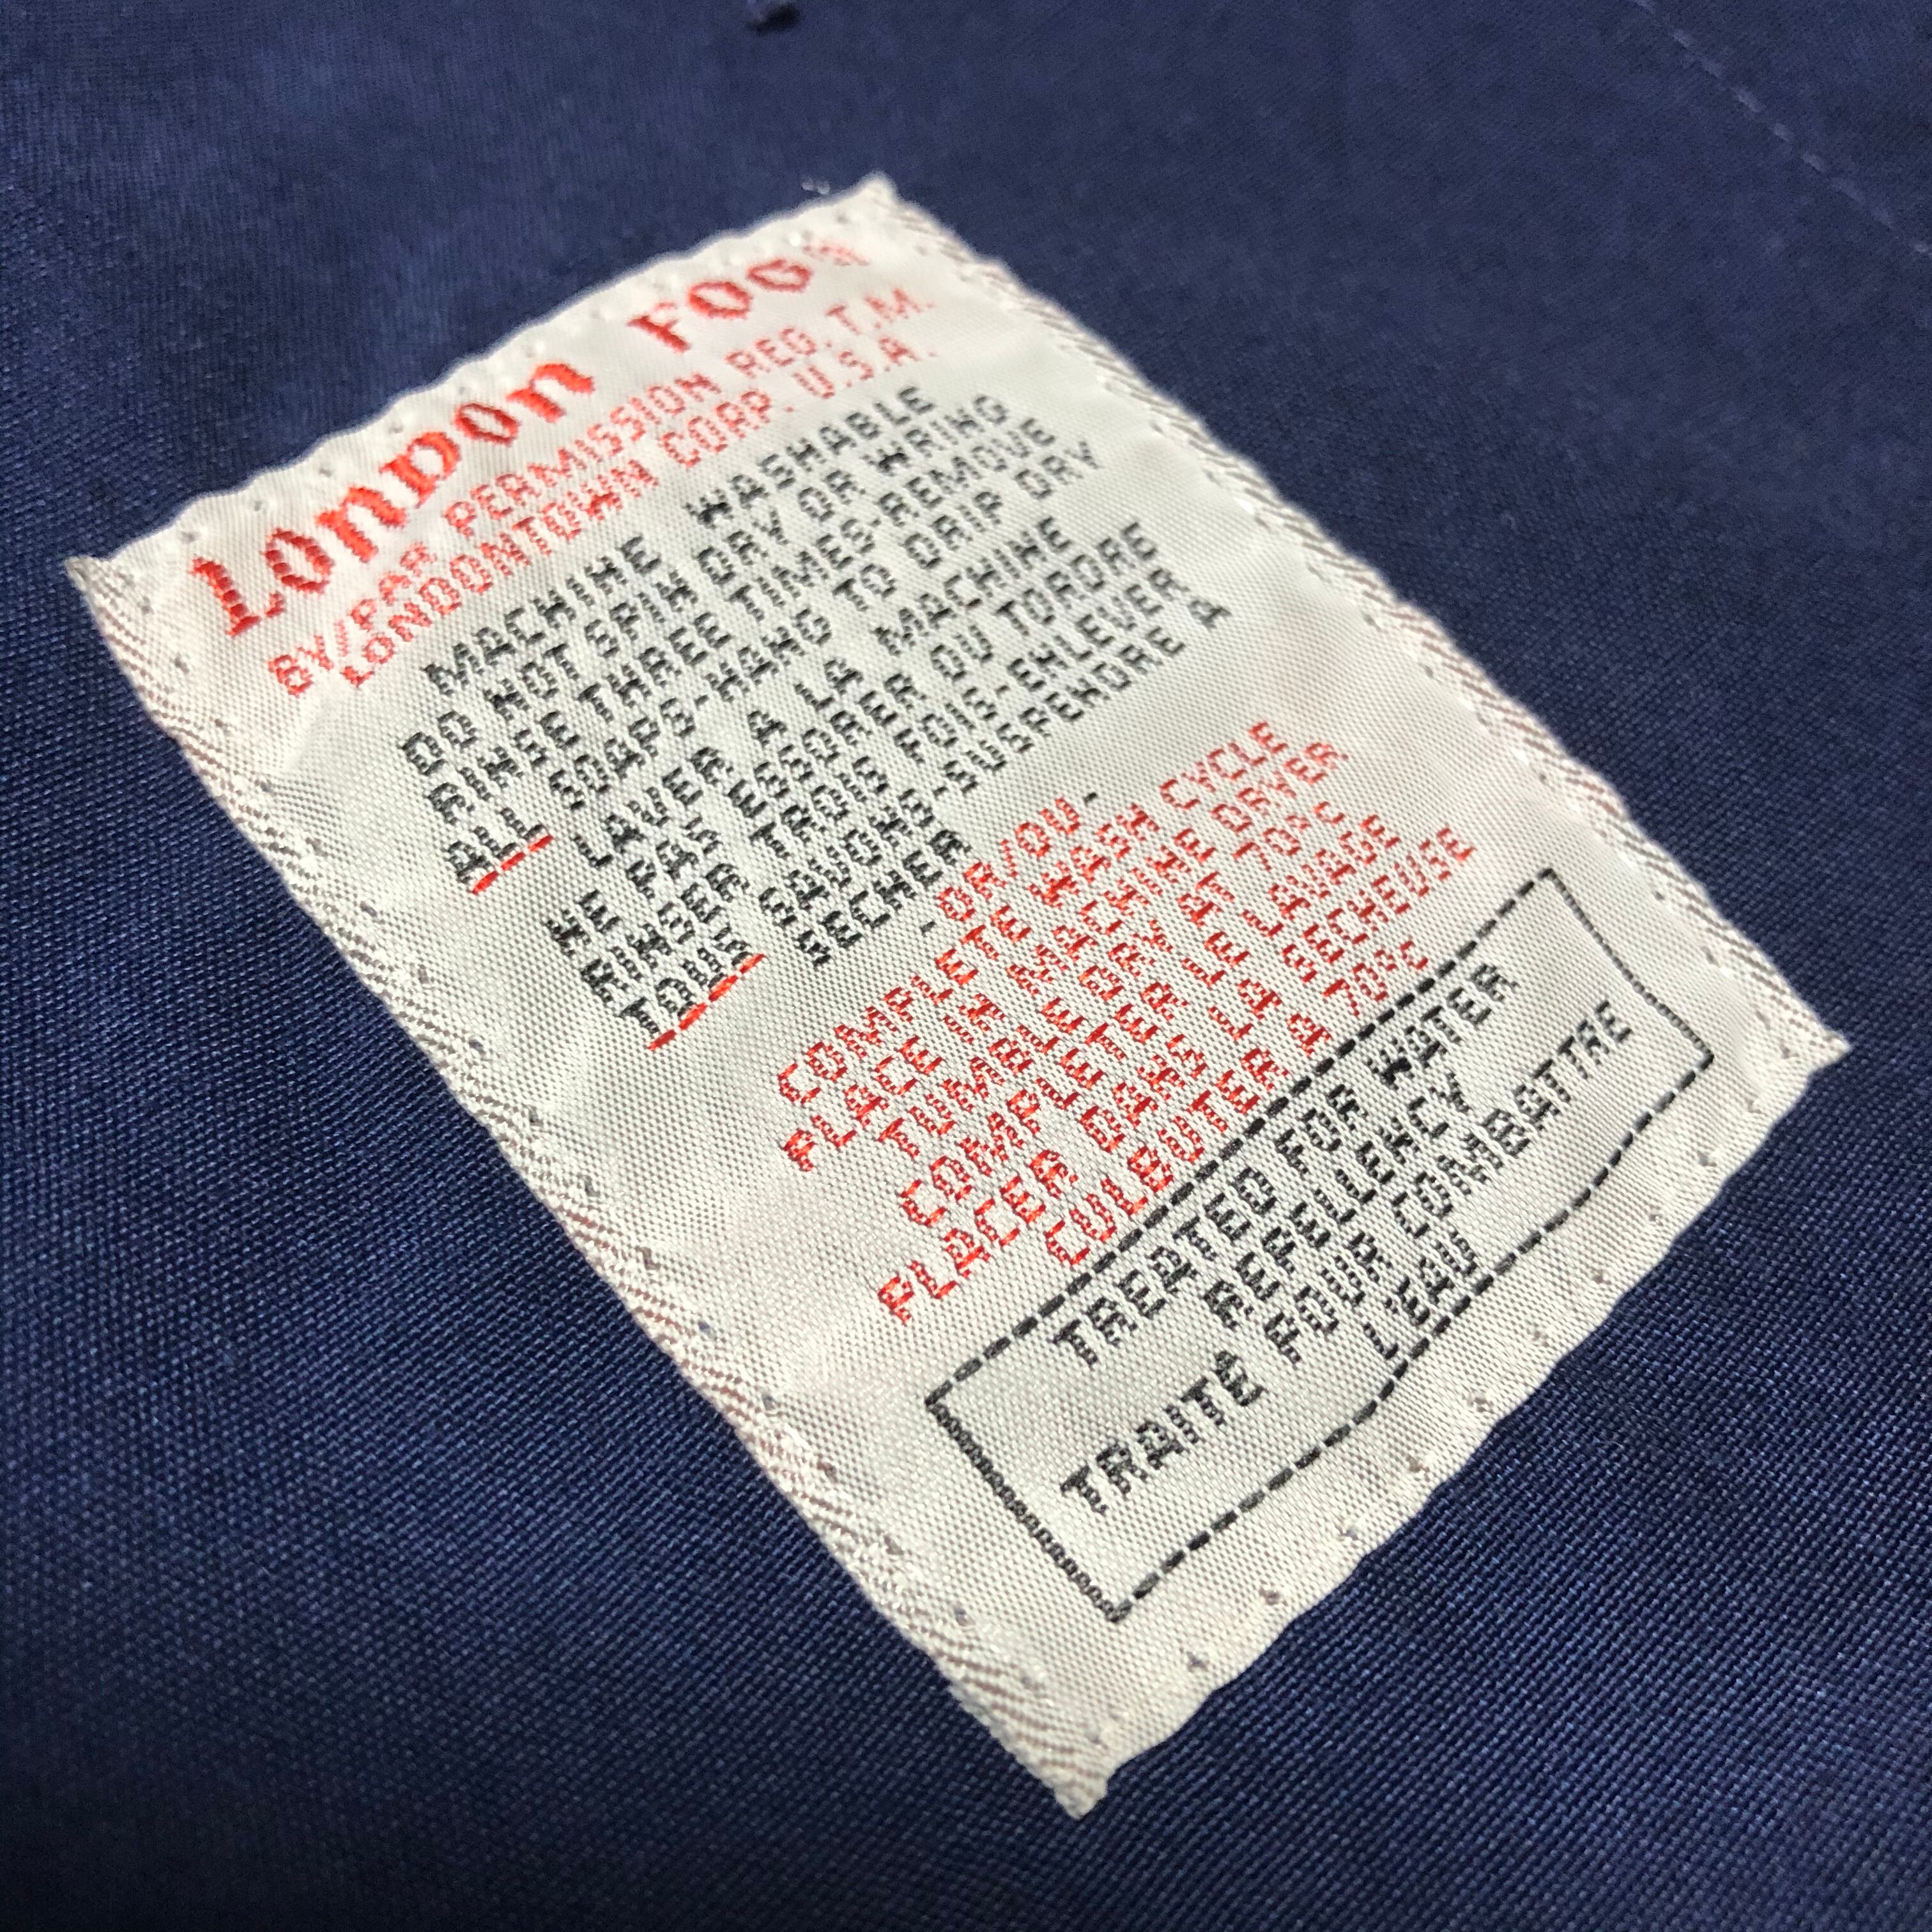 LONDON FOG
BY/PAR PERMISSION REG. T.M.
LONDONTOWN CORP. U.S.A.
MACHINE WASHABLE
DO NOT SPIN DRY OR WRING
RINSE THREE TIMES-REMOVE
ALL SOAPS-HANG TO DRIP DRY
LAVER A LA MACHINE
NE PAS ESSORER OU TORDRE
RINSER TROIS FOIS-ENLEVER
TOUS SAVONS-SUSPENDRE A
SECHER
-OR/OU-
COMPLETE WASH CYCLE
PLACE IN MACHINE DRYER
TUMBLE DRY AT 70°C
COMPLETER LE LAVAGE
PLACER DANS LA SECHEUSE
CULBUTER A 70°C
TREATED FOR WATER
REPELLENCY
TRAITÉ POUR COMBATTRE
L'EAU